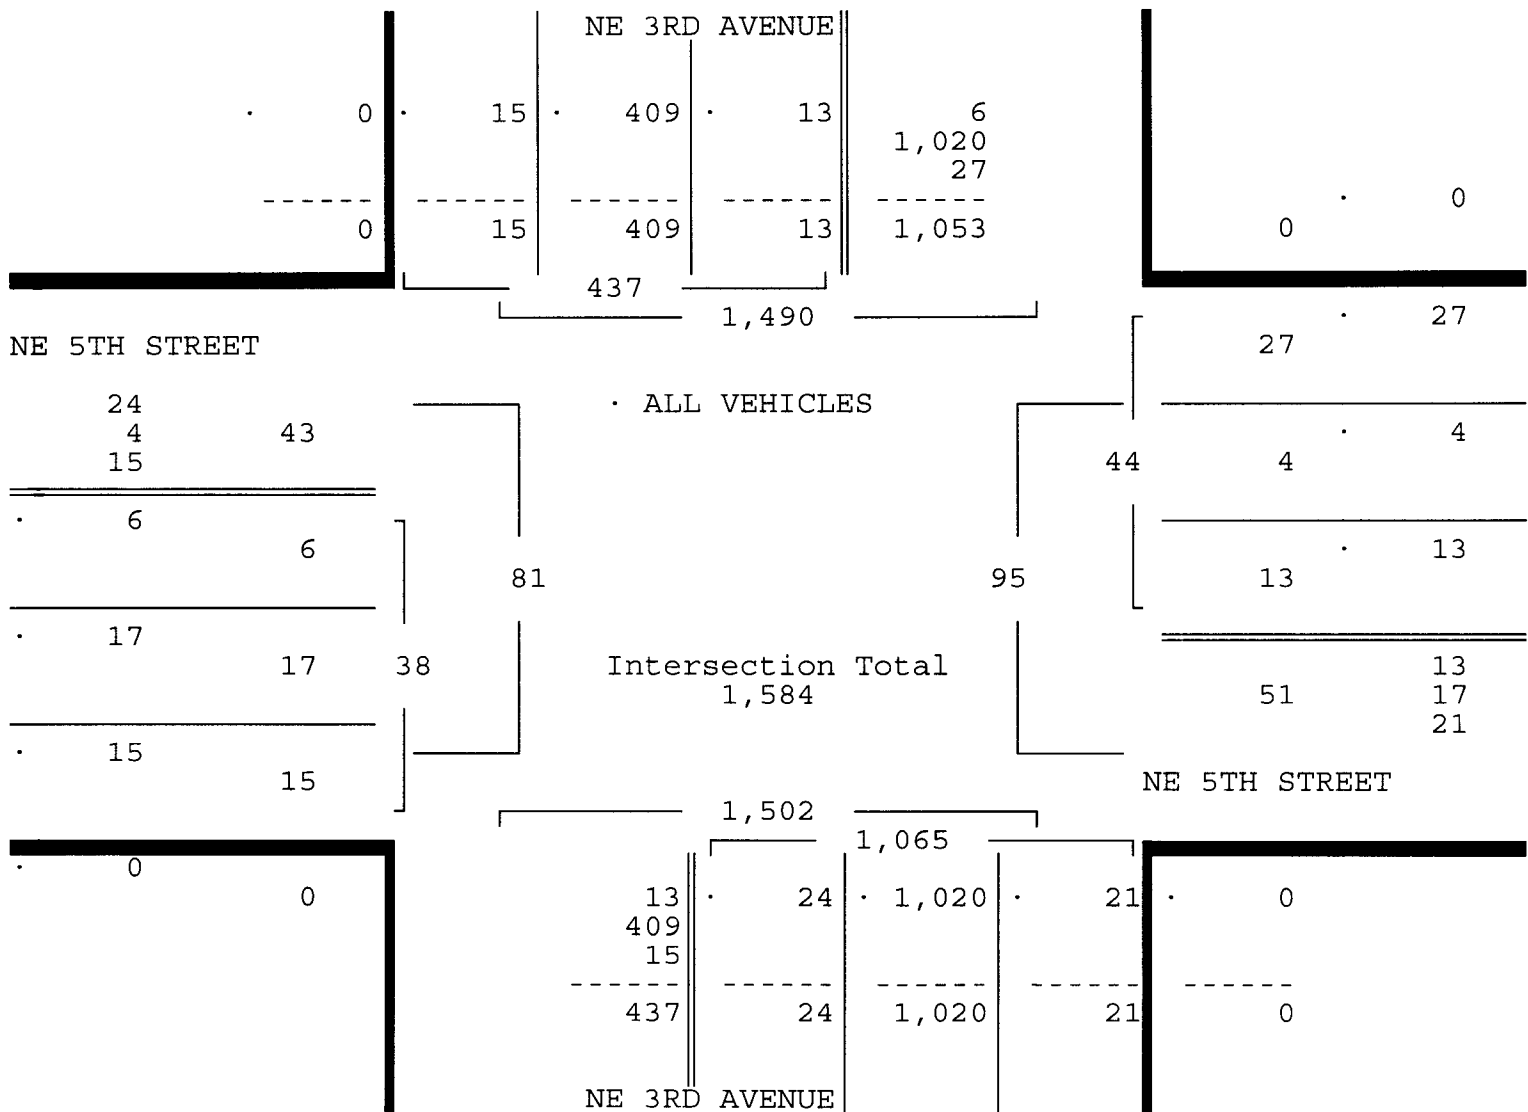 NE 3RD AVENUE
· 0 · 15 · 409 · 13 6
1,020
27
------ ------ ------ ------ ------
· 0
0 15 409 13 1,053
0
437
1,490
· 27
27
NE 5TH STREET
24
· ALL VEHICLES
4 43
· 4
15
44 4
· 6
6
· 13
81 95 13
· 17
17 38 Intersection Total
13
1,584
51 17
21
· 15
15
NE 5TH STREET
1,502
1,065
· 0
0
13 · 24 · 1,020 · 21 · 0
409
15
------ ------ ------ ------ ------
437 24 1,020 21 0
NE 3RD AVENUE